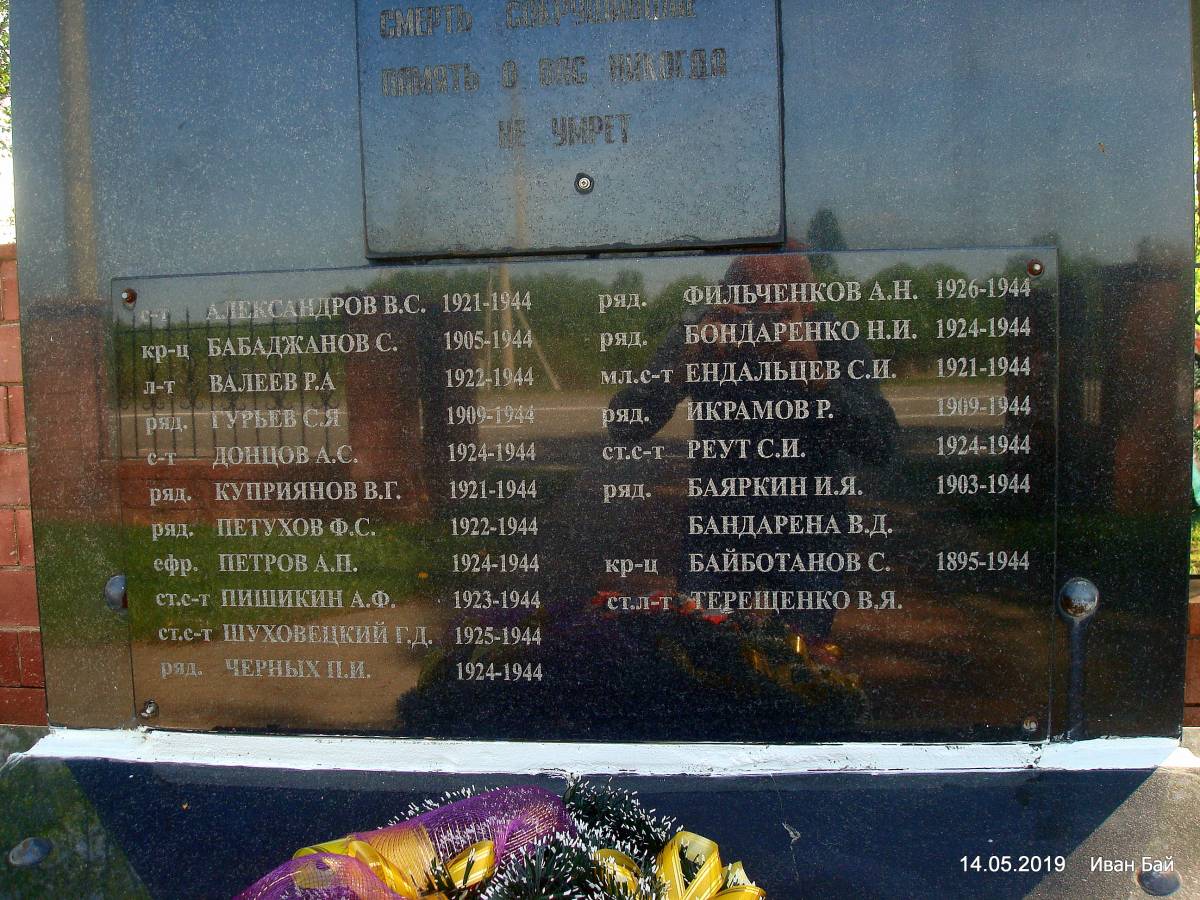 СМЕРТЬ СОКРУШАВШИЕ
ПАМЯТЬ О ВАС НИКОГДА
НЕ УМРЕТ
с-т АЛЕКСАНДРОВ В.С. 1921-1944
кр-ц БАБАДЖАНОВ С. 1905-1944
л-т ВАЛЕЕВ Р.А 1922-1944
ряд. ГУРЬЕВ С.Я 1909-1944
с-т ДОНЦОВ А.С. 1924-1944
ряд. КУПРИЯНОВ В.Г. 1921-1944
ряд. ПЕТУХОВ Ф.С. 1922-1944
ефр. ПЕТРОВ А.П. 1924-1944
ст.с-т ПИШИКИН А.Ф. 1923-1944
ст.с-т ШУХОВЕЦКИЙ Г.Д. 1925-1944
ряд. ЧЕРНЫХ П.И. 1924-1944
ряд. ФИЛЬЧЕНКОВ А.Н. 1926-1944
ряд. БОНДАРЕНКО Н.И. 1924-1944
мл.с-т ЕНДАЛЬЦЕВ С.И. 1921-1944
ряд. ИКРАМОВ Р. 1909-1944
ст.с-т РЕУТ С.И. 1924-1944
ряд. БАЯРКИН И.Я. 1903-1944
БАНДАРЕНА В.Д.
кр-ц БАЙБОТАНОВ С. 1895-1944
ст.л-т ТЕРЕЩЕНКО В.Я.
14.05.2019 Иван Бай